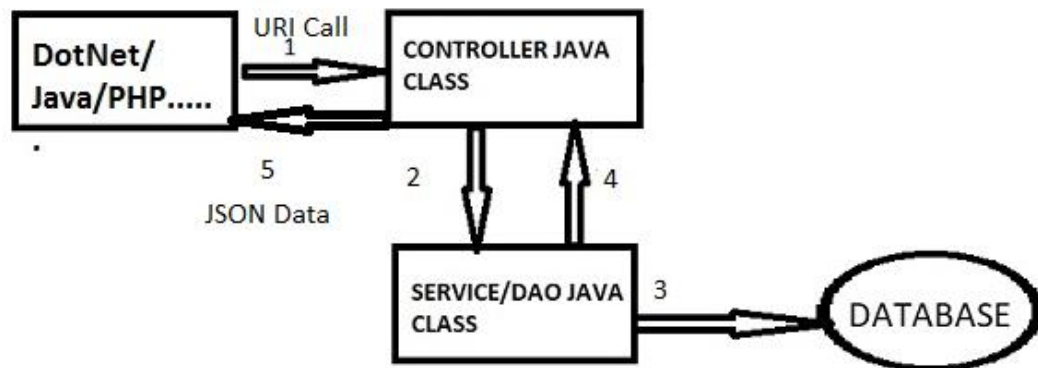 URI Call
1
DotNet/
Java/PHP.....
.
CONTROLLER JAVA
CLASS
5
2
4
JSON Data
SERVICE/DAO JAVA
CLASS
3
DATABASE